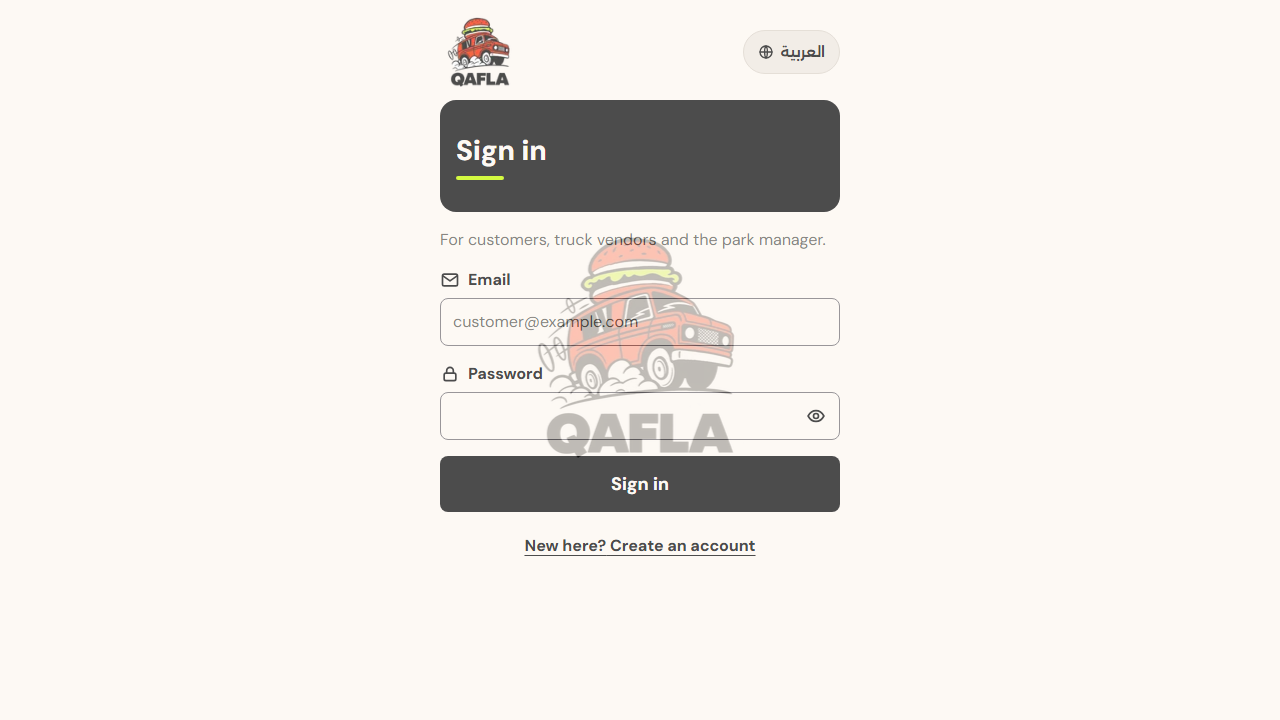 QAFLA
العربية
Sign in
For customers, truck vendors and the park manager.
Email
customer@example.com
Password
QAFLA
Sign in
New here? Create an account